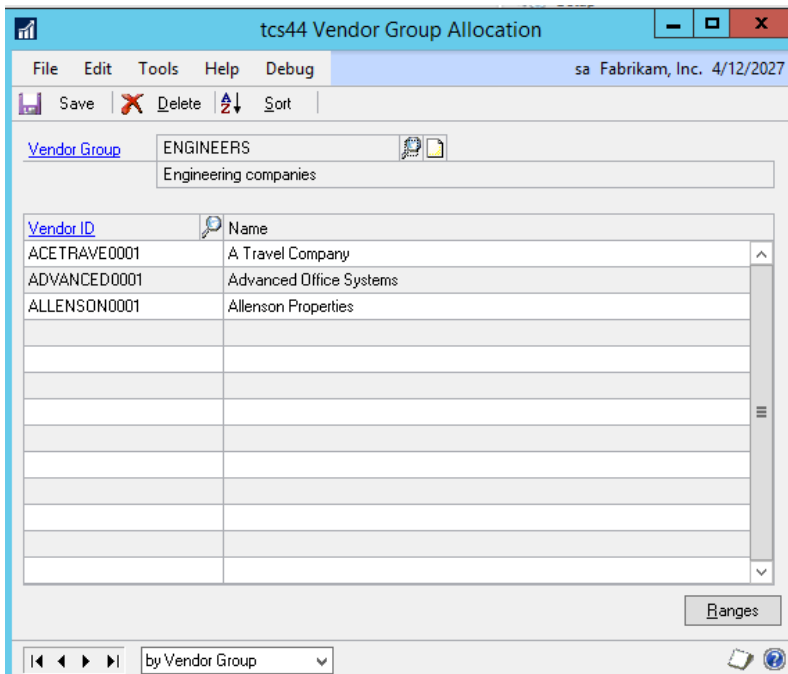 tcs44 Vendor Group Allocation
File Edit Tools Help Debug sa Fabrikam, Inc. 4/12/2027
Save Delete Sort
Vendor Group ENGINEERS
Engineering companies
Vendor ID Name
ACETRAVE0001 A Travel Company
ADVANCED0001 Advanced Office Systems
ALLENSON0001 Allenson Properties
Ranges
by Vendor Group